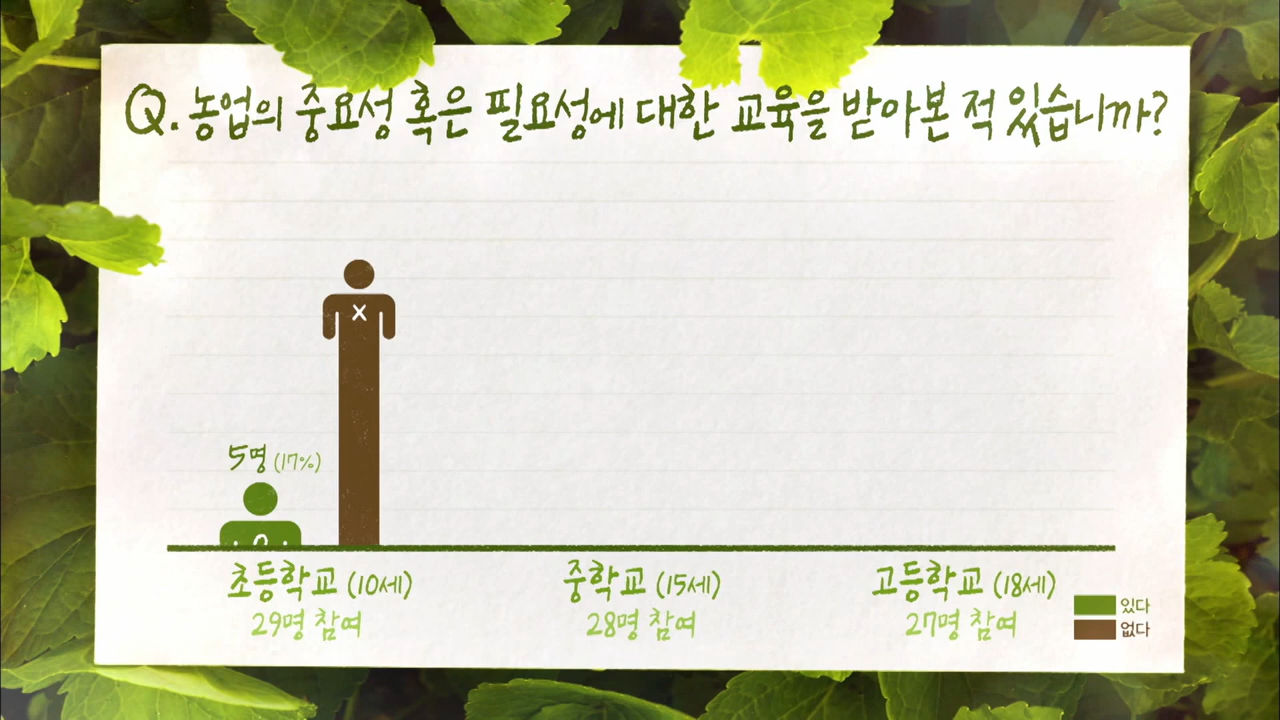 Q. 농업의 중요성 혹은 필요성에 대한 교육을 받아본 적 있습니까?
5명 (17%)
초등학교 (10세)
29명 참여
중학교 (15세)
28명 참여
고등학교 (18세)
27명 참여
있다
없다